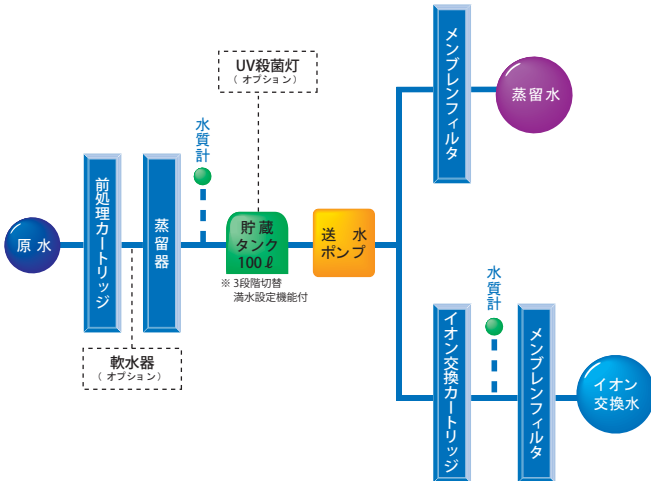 UV殺菌灯
（オプション）
水質計
原水
前処理カートリッジ
蒸留器
貯蔵
タンク
100ℓ
※ 3段階切替
満水設定機能付
軟水器
（オプション）
送水
ポンプ
メンブレンフィルタ
蒸留水
イオン交換カートリッジ
水質計
メンブレンフィルタ
イオン
交換水